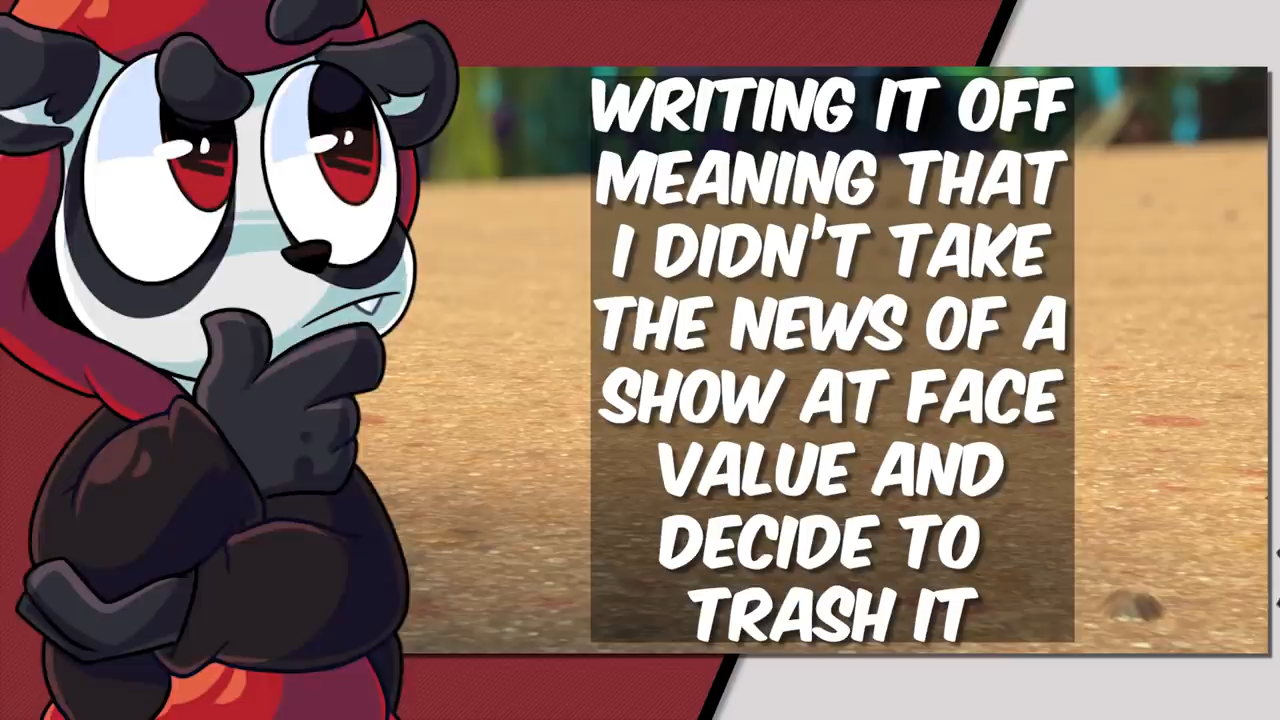 WRITING IT OFF
MEANING THAT
I DIDN'T TAKE
THE NEWS OF A
SHOW AT FACE
VALUE AND
DECIDE TO
TRASH IT